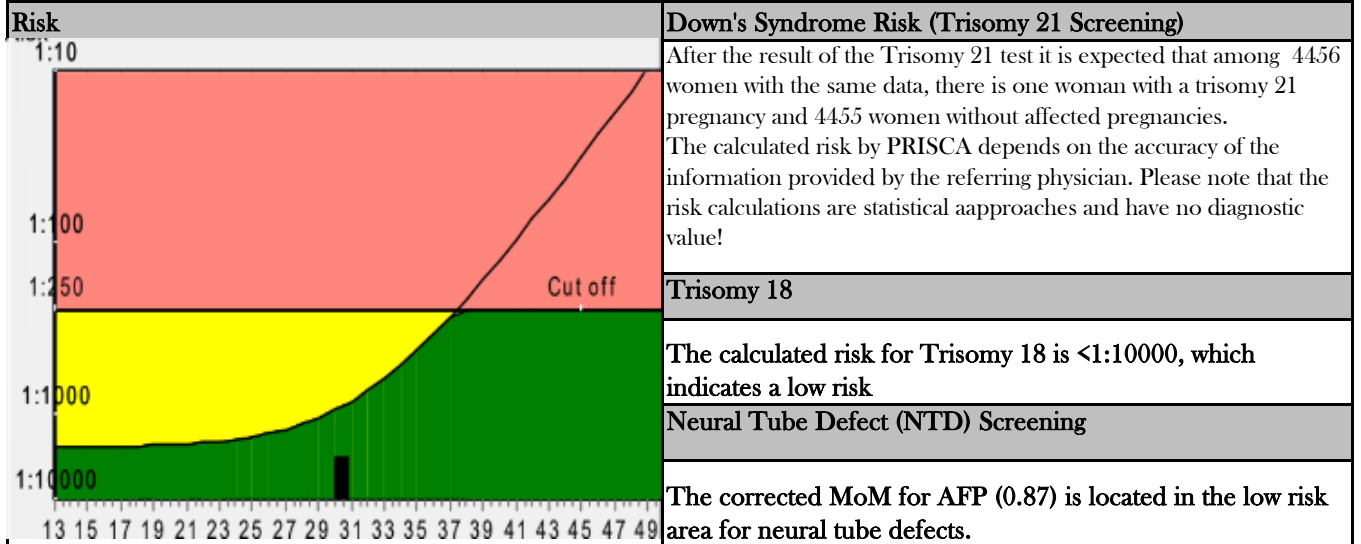 Risk
1:10
1:100
1:250
Cut off
1:1000
1:10000
13 15 17 19 21 23 25 27 29 31 33 35 37 39 41 43 45 47 49
Down's Syndrome Risk (Trisomy 21 Screening)
After the result of the Trisomy 21 test it is expected that among 4456
women with the same data, there is one woman with a trisomy 21
pregnancy and 4455 women without affected pregnancies.
The calculated risk by PRISCA depends on the accuracy of the
information provided by the referring physician. Please note that the
risk calculations are statistical aapproaches and have no diagnostic
value!
Trisomy 18
The calculated risk for Trisomy 18 is <1:10000, which
indicates a low risk
Neural Tube Defect (NTD) Screening
The corrected MoM for AFP (0.87) is located in the low risk
area for neural tube defects.